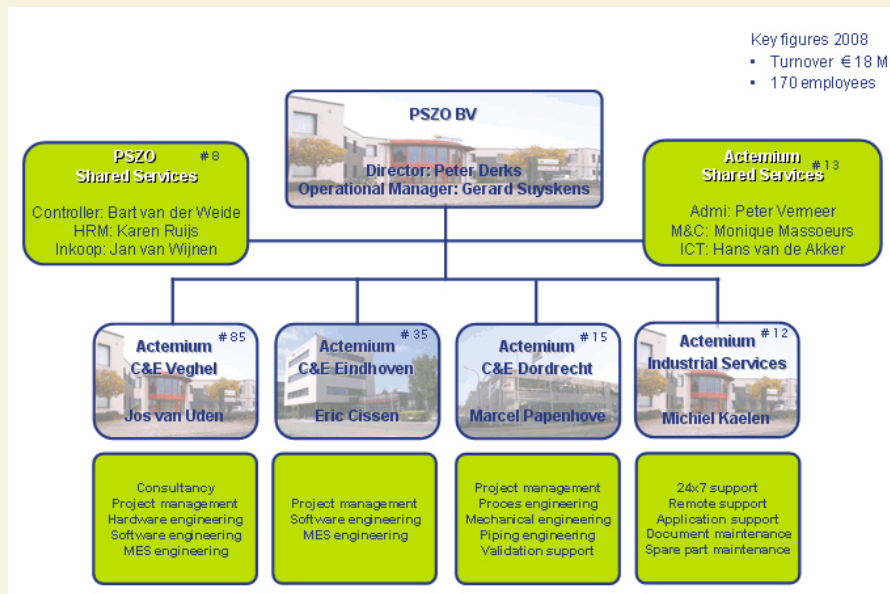 Key figures 2008
▪ Turnover € 18 M
▪ 170 employees
PSZO BV
Director: Peter Derks
Operational Manager: Gerard Suyskens
PSZO #8
Shared Services
Controller: Bart van der Weide
HRM: Karen Ruijs
Inkoop: Jan van Wijnen
Actemium #13
Shared Services
Admi: Peter Vermeer
M&C: Monique Massoeurs
ICT: Hans van de Akker
#85
Actemium
C&E Veghel
Jos van Uden
#35
Actemium
C&E Eindhoven
Eric Cissen
#15
Actemium
C&E Dordrecht
Marcel Papenhove
#12
Actemium
Industrial Services
Michiel Kaelen
Consultancy
Project management
Hardware engineering
Software engineering
MES engineering
Project management
Software engineering
MES engineering
Project management
Proces engineering
Mechanical engineering
Piping engineering
Validation support
24x7 support
Remote support
Application support
Document maintenance
Spare part maintenance